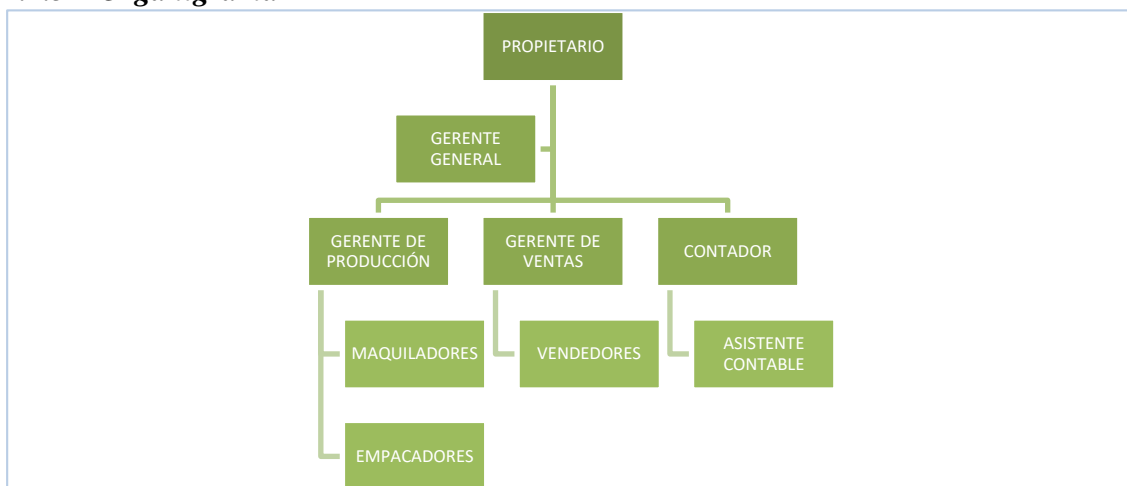 PROPIETARIO
GERENTE
GENERAL
GERENTE DE
PRODUCCIÓN
GERENTE DE
VENTAS
CONTADOR
MAQUILADORES
VENDEDORES
ASISTENTE
CONTABLE
EMPACADORES